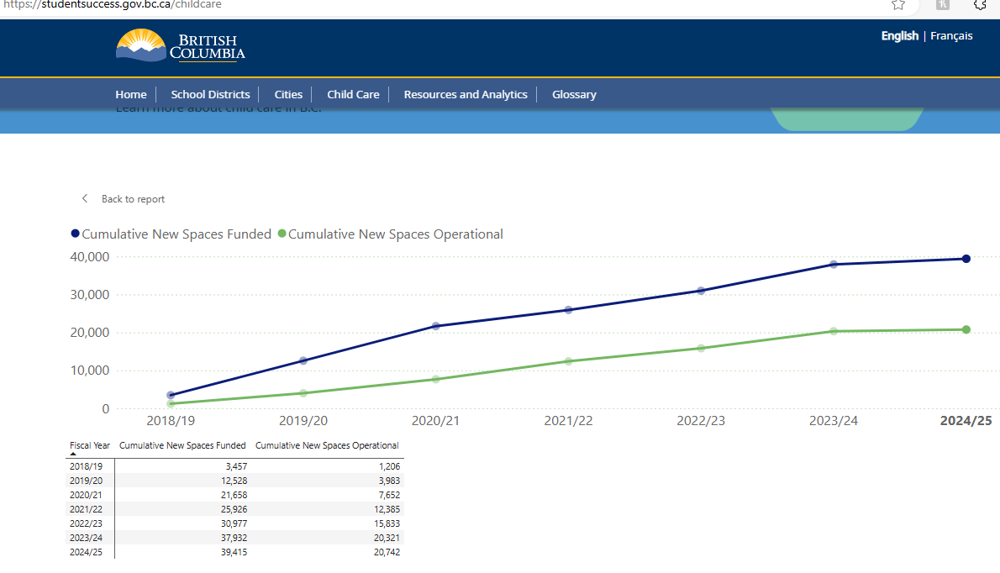 https://studentsuccess.gov.bc.ca/childcare
BRITISH
COLUMBIA
English | Français
Home School Districts Cities Child Care Resources and Analytics Glossary
Learn more about child care in B.C.
Back to report
Cumulative New Spaces Funded Cumulative New Spaces Operational
40,000
30,000
20,000
10,000
0
2018/19 2019/20 2020/21 2021/22 2022/23 2023/24 2024/25
Fiscal Year Cumulative New Spaces Funded Cumulative New Spaces Operational
2018/19 3,457 1,206
2019/20 12,528 3,983
2020/21 21,658 7,652
2021/22 25,926 12,385
2022/23 30,977 15,833
2023/24 37,932 20,321
2024/25 39,415 20,742